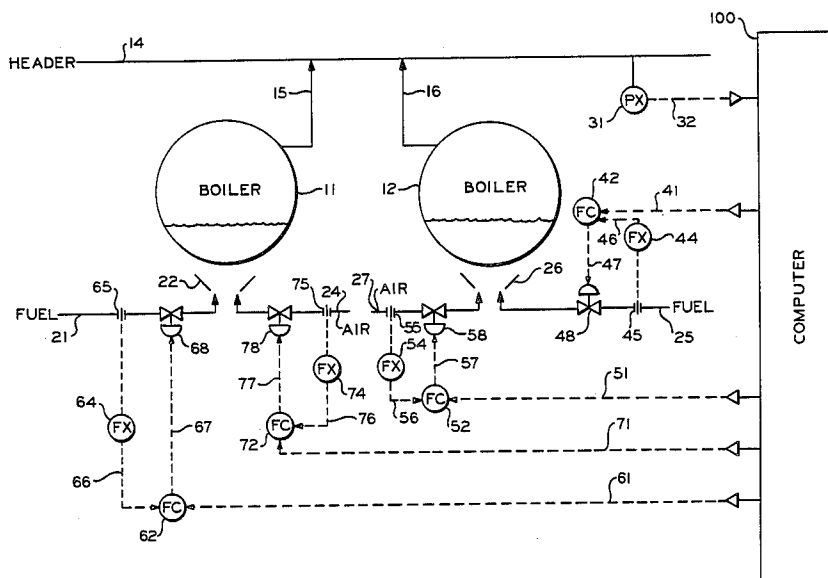 100
14
HEADER
15
16
PX
31
32
42
BOILER
11
12
BOILER
FC
41
46
FX
44
47
22
26
65
75
24
27
AIR
AIR
FUEL
21
68
78
55
58
48
45
FUEL
25
COMPUTER
77
FX
74
54
FX
57
51
64
FX
67
72
FC
76
56
FC
52
71
66
61
FC
62